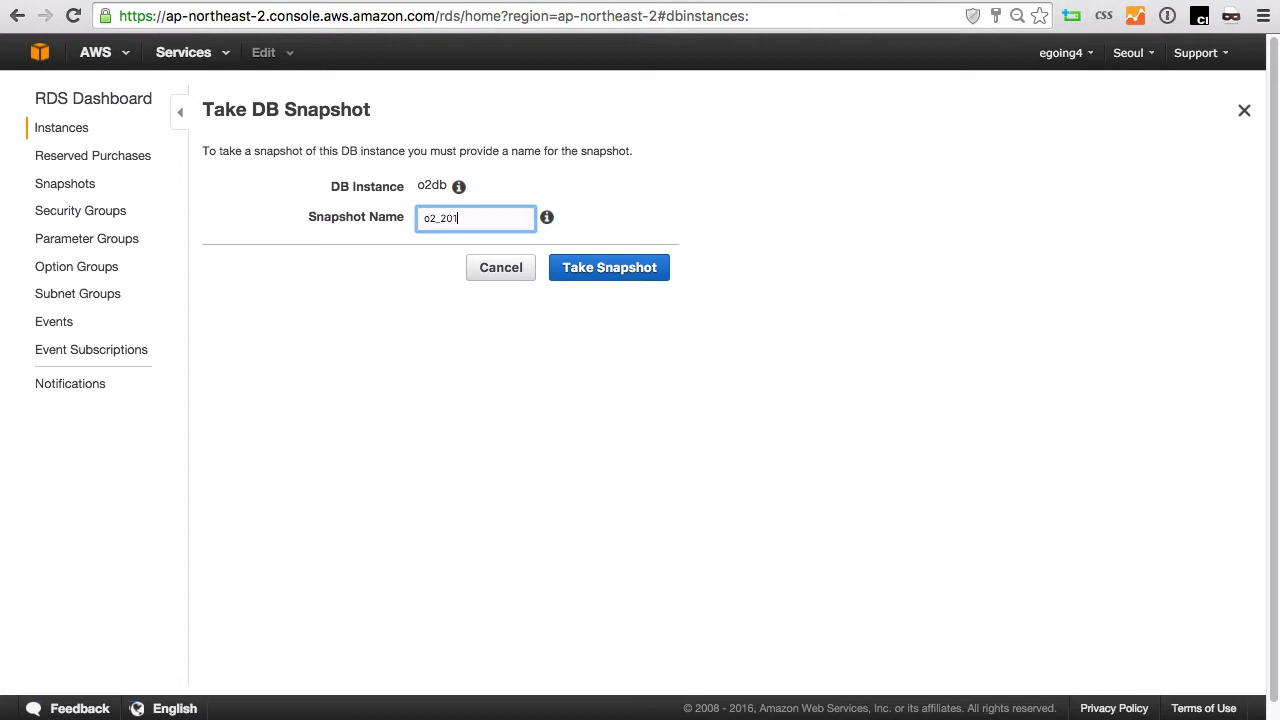 https://ap-northeast-2.console.aws.amazon.com/rds/home?region=ap-northeast-2#dbinstances:
css
AWS Services Edit egoing4 Seoul Support
RDS Dashboard
Instances
Reserved Purchases
Snapshots
Security Groups
Parameter Groups
Option Groups
Subnet Groups
Events
Event Subscriptions
Notifications
Take DB Snapshot
To take a snapshot of this DB instance you must provide a name for the snapshot.
DB Instance o2db
Snapshot Name o2_201
Cancel Take Snapshot
Feedback English © 2008 - 2016, Amazon Web Services, Inc. or its affiliates. All rights reserved. Privacy Policy Terms of Use